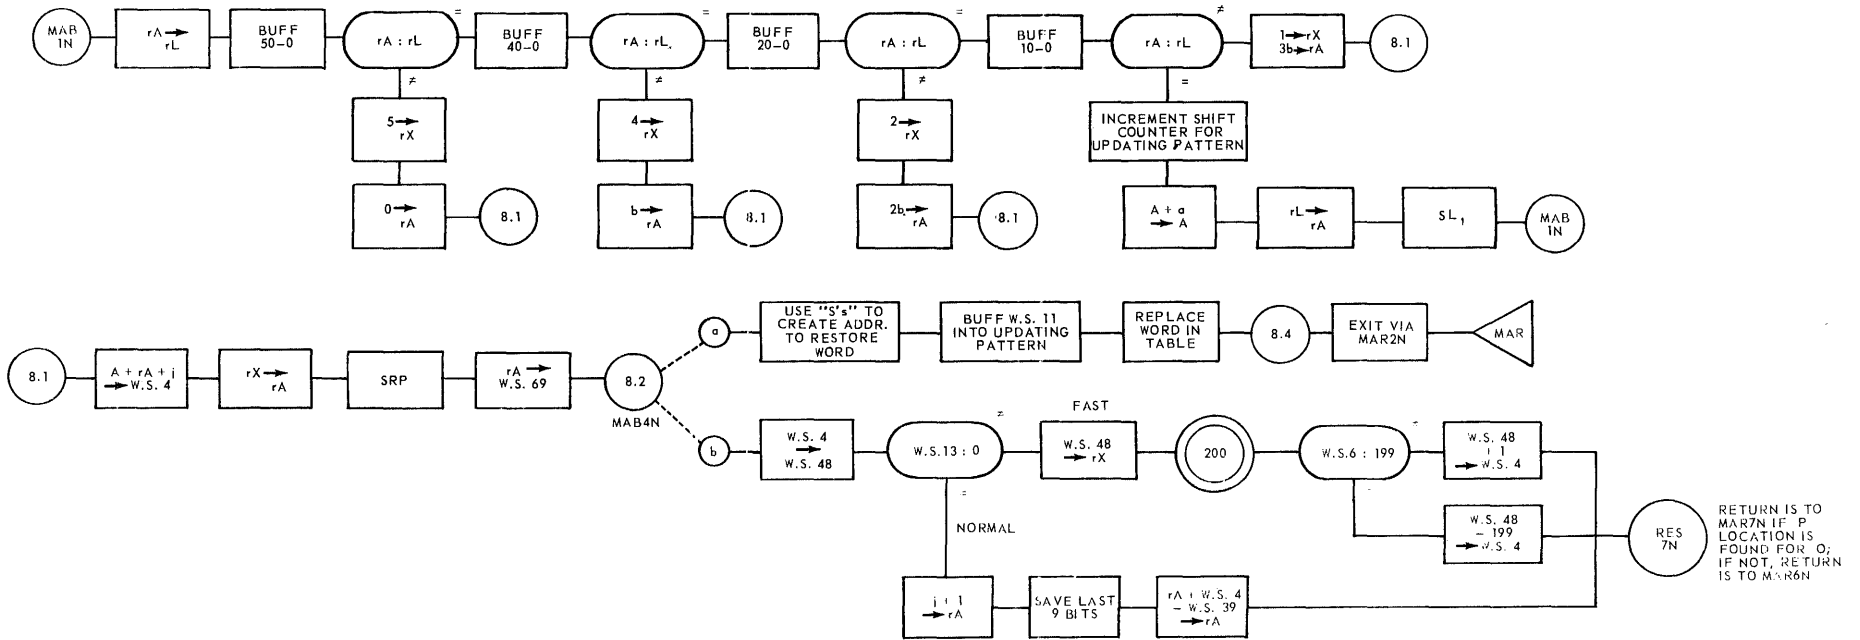 MAB
1N
rA →
rL
BUFF
50-0
rA : rL
=
BUFF
40-0
rA : rL
=
BUFF
20-0
rA : rL
=
BUFF
10-0
rA : rL
≠
1→rX
3b→rA
8.1
≠
≠
≠
=
5→
rX
4→
rX
2→
rX
INCREMENT SHIFT
COUNTER FOR
UPDATING PATTERN
0→
rA
8.1
b→
rA
8.1
2b→
rA
8.1
A + a
→ A
rL→
rA
SL1
MAB
1N
8.1
A + rA + j
→ W.S. 4
rX→
rA
SRP
rA →
W.S. 69
8.2
MAB4N
a
USE "S's" TO
CREATE ADDR.
TO RESTORE
WORD
BUFF W.S. 11
INTO UPDATING
PATTERN
REPLACE
WORD IN
TABLE
8.4
EXIT VIA
MAR2N
MAR
b
W.S. 4
→
W.S. 48
W.S.13 : 0
≠
FAST
W.S. 48
→ rX
200
W.S.6 : 199
W.S. 48
+ 1
→ W.S. 4
=
NORMAL
W.S. 48
- 199
→ W.S. 4
RES
7N
RETURN IS TO
MAR7N IF P
LOCATION IS
FOUND FOR O;
IF NOT, RETURN
IS TO MAR6N
j + 1
→ rA
SAVE LAST
9 BITS
rA + W.S. 4
- W.S. 39
→ rA